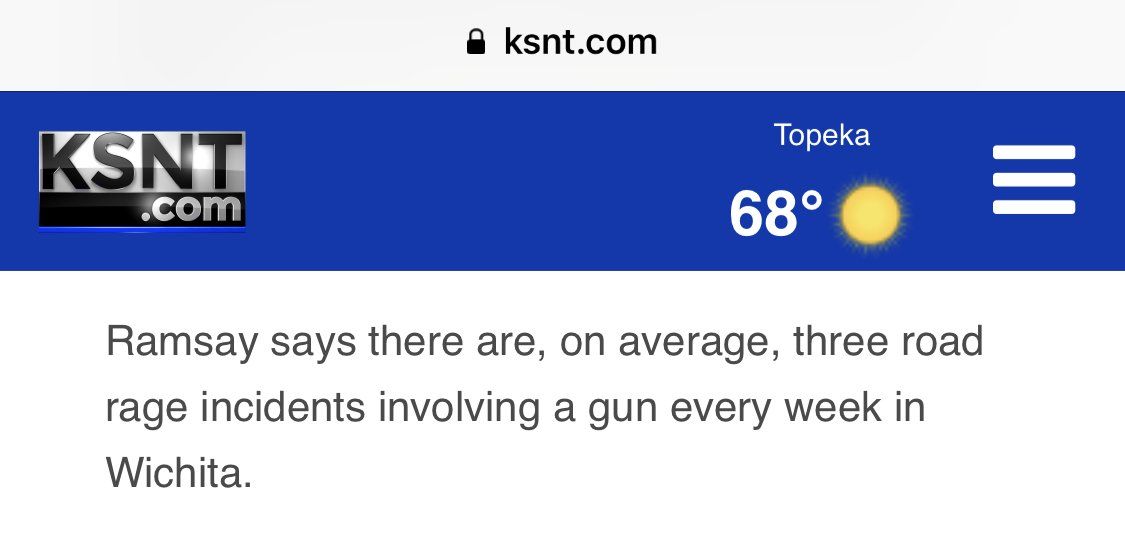 ksnt.com
KSNT
.com
Topeka
68°
Ramsay says there are, on average, three road
rage incidents involving a gun every week in
Wichita.